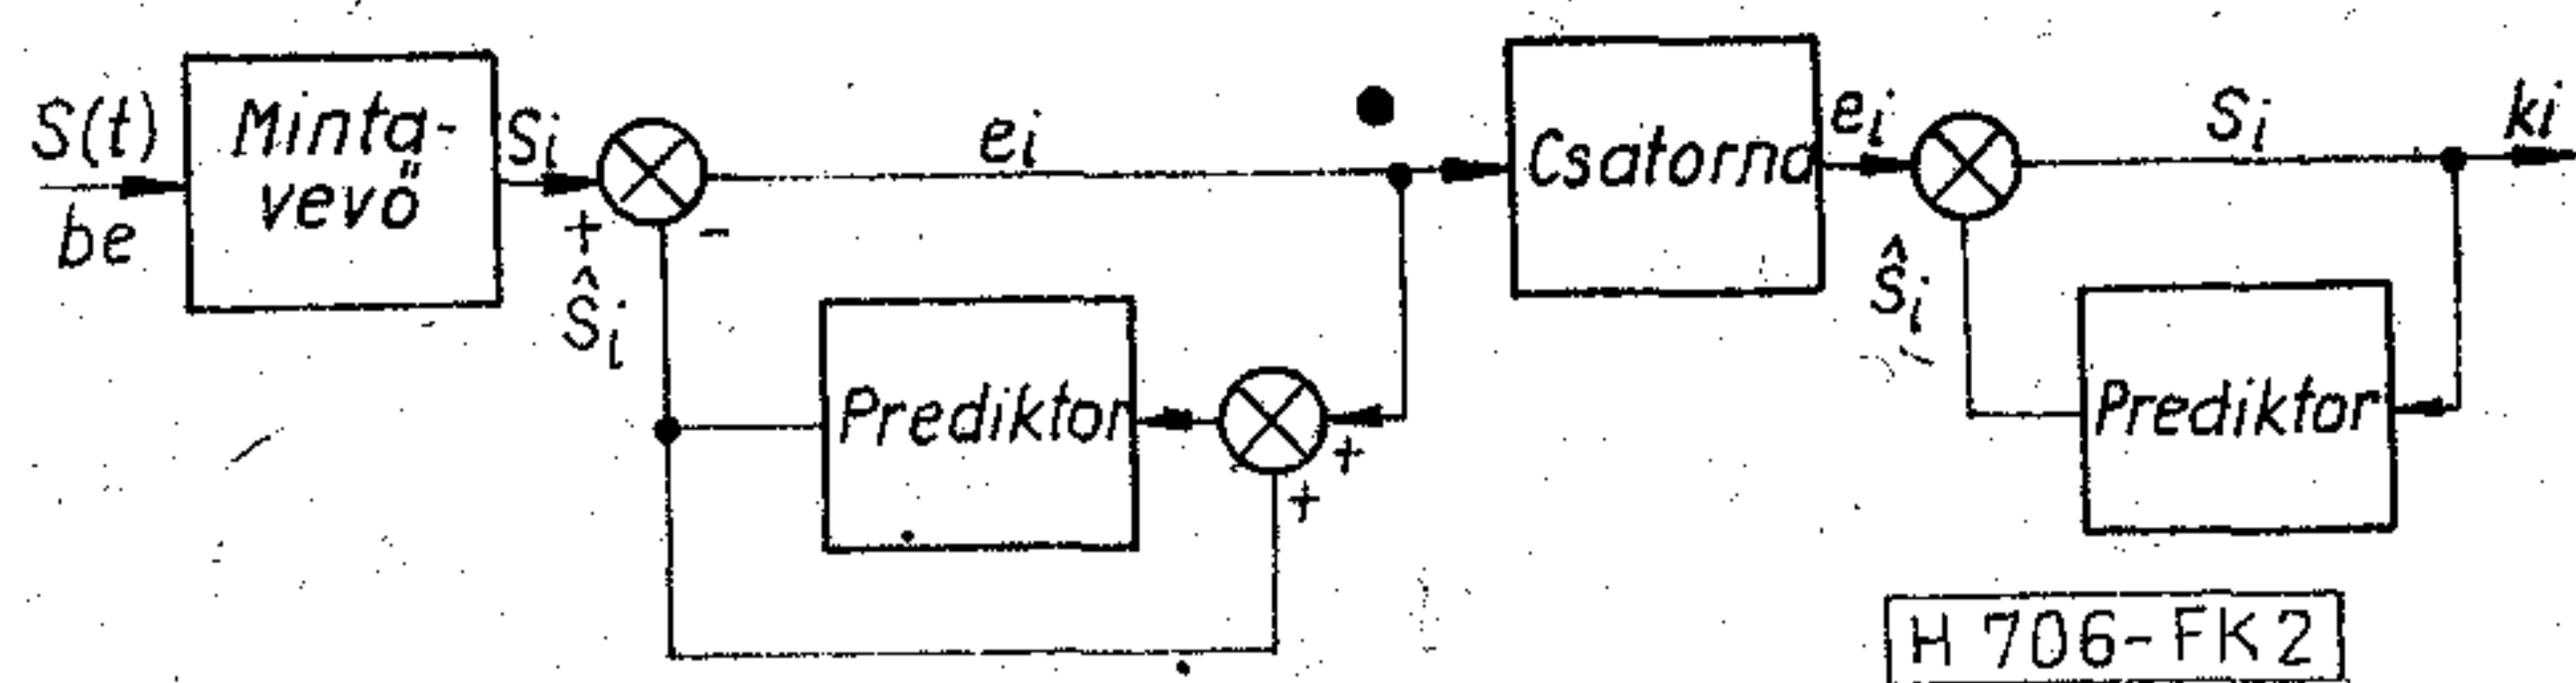 S(t)
be
Minta-
vevő
Si
+
-
Ŝi
ei
Prediktor
+
+
Csatorna
ei
Ŝi
Si
ki
Prediktor
H 706-FK2